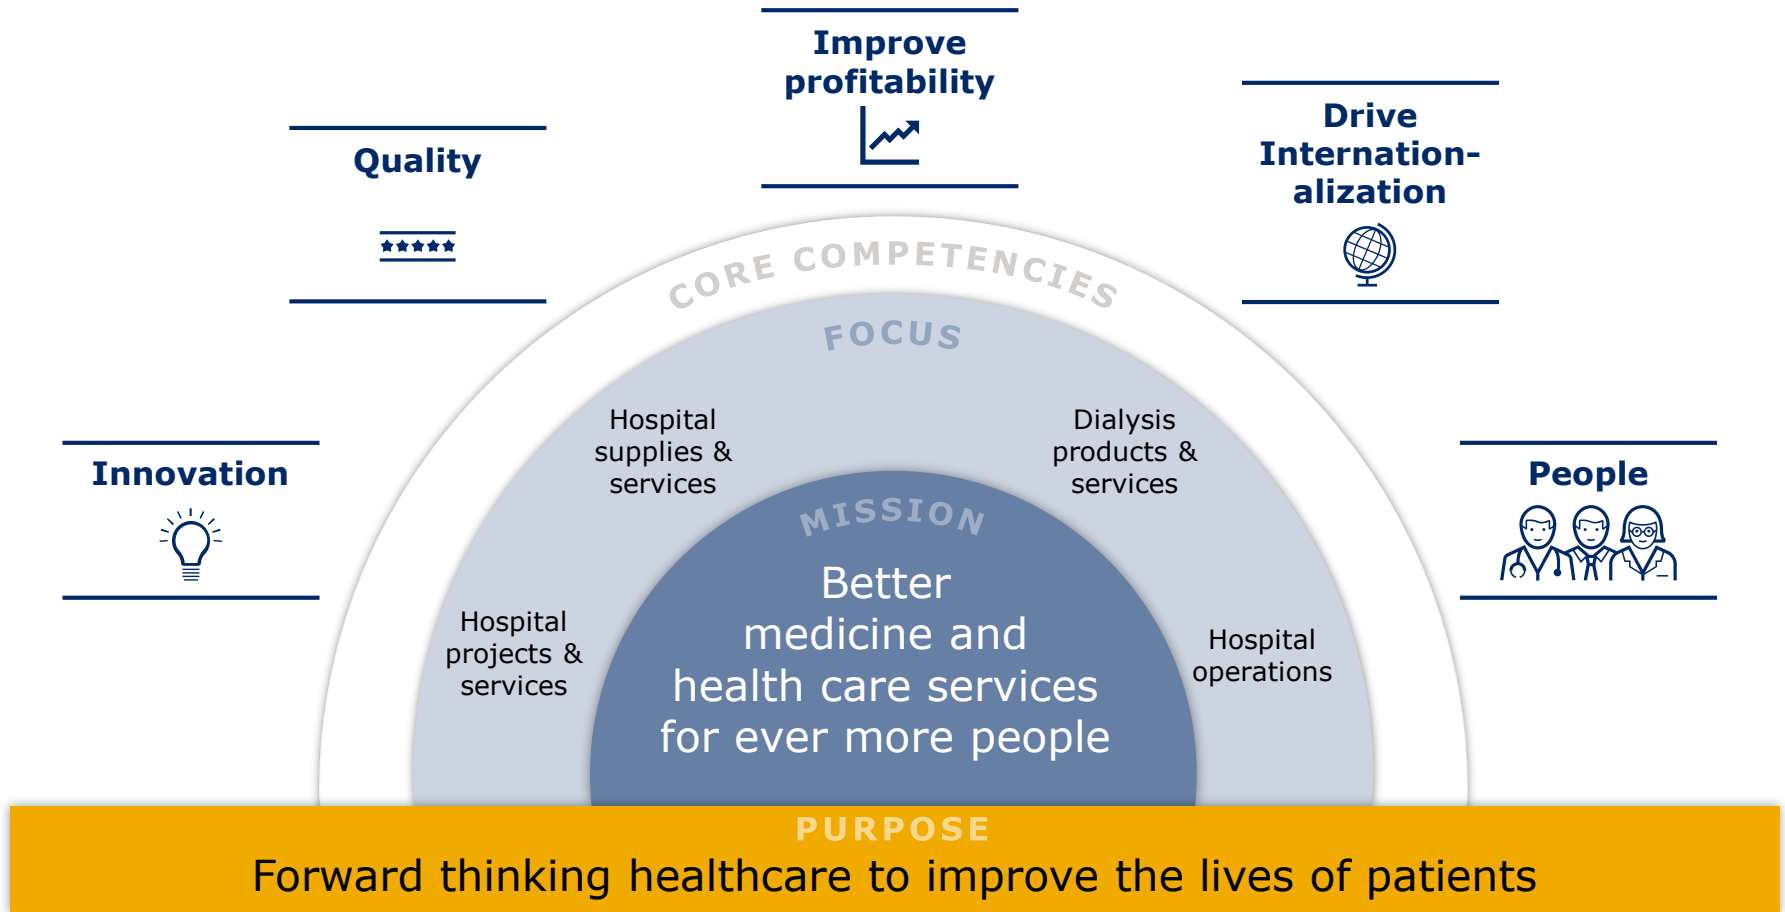 Improve
profitability
Quality
Drive
Internation-
alization
Innovation
People
CORE COMPETENCIES
FOCUS
Hospital
supplies &
services
Dialysis
products &
services
Hospital
projects &
services
Hospital
operations
MISSION
Better
medicine and
health care services
for ever more people
PURPOSE
Forward thinking healthcare to improve the lives of patients